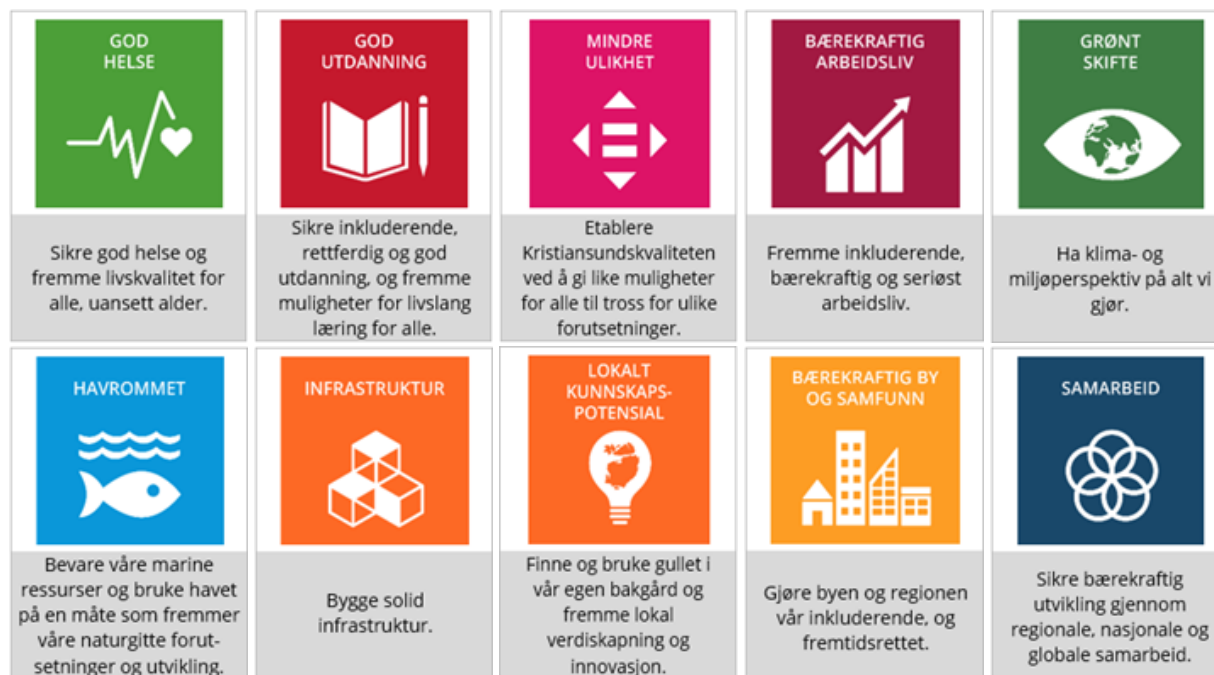 GOD
HELSE
Sikre god helse og
fremme livskvalitet for
alle, uansett alder.
GOD
UTDANNING
Sikre inkluderende,
rettferdig og god
utdanning, og fremme
muligheter for livslang
læring for alle.
MINDRE
ULIKHET
Etablere
Kristiansundskvaliteten
ved å gi like muligheter
for alle til tross for ulike
forutsetninger.
BÆREKRAFTIG
ARBEIDSLIV
Fremme inkluderende,
bærekraftig og seriøst
arbeidsliv.
GRØNT
SKIFTE
Ha klima- og
miljøperspektiv på alt vi
gjør.
HAVROMMET
Bevare våre marine
ressurser og bruke havet
på en måte som fremmer
våre naturgitte forut-
setninger og utvikling.
INFRASTRUKTUR
Bygge solid
infrastruktur.
LOKALT
KUNNSKAPS-
POTENSIAL
Finne og bruke gullet i
vår egen bakgård og
fremme lokal
verdiskapning og
innovasjon.
BÆREKRAFTIG BY
OG SAMFUNN
Gjøre byen og regionen
vår inkluderende, og
fremtidsrettet.
SAMARBEID
Sikre bærekraftig
utvikling gjennom
regionale, nasjonale og
globale samarbeid.